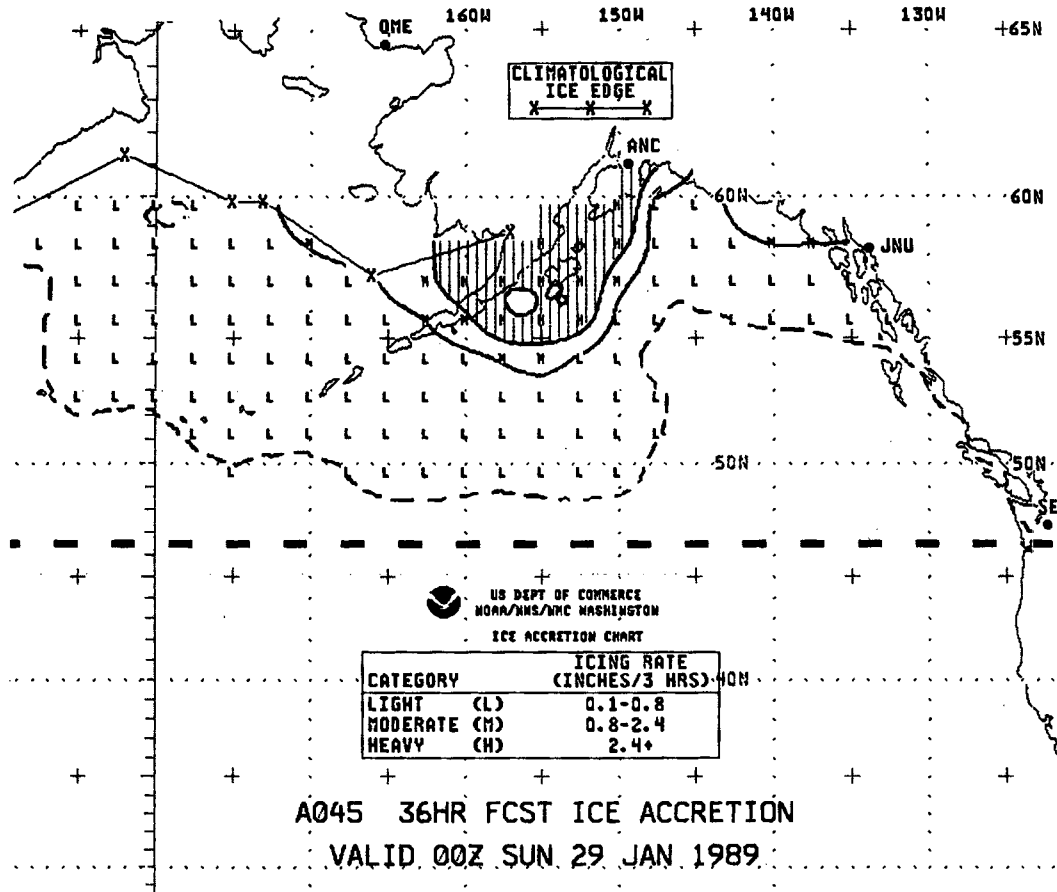 160W 150W 140W 130W
65N
OME
CLIMATOLOGICAL
ICE EDGE
X X X
ANC
60N 60N
JNU
55N 55N
50N 50N
SE
US DEPT OF COMMERCE
NOAA/NWS/NMC WASHINGTON
ICE ACCRETION CHART
CATEGORY ICING RATE
(INCHES/3 HRS) 40N 40N
LIGHT (L) 0.1-0.8
MODERATE (M) 0.8-2.4
HEAVY (H) 2.4+
A045 36HR FCST ICE ACCRETION
VALID 00Z SUN 29 JAN 1989